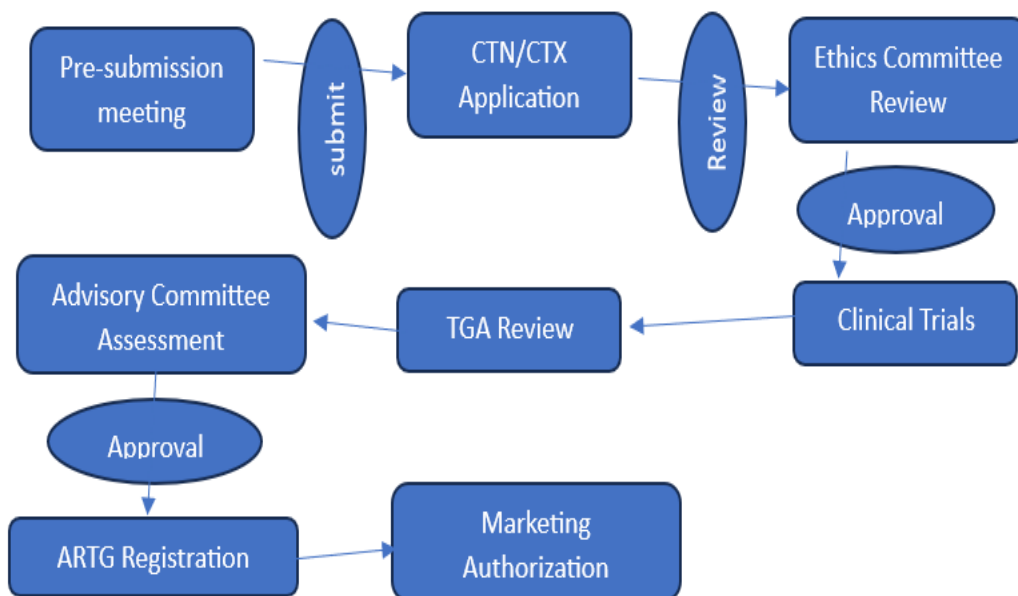 Pre-submission
meeting
submit
CTN/CTX
Application
Review
Ethics Committee
Review
Approval
Clinical Trials
TGA Review
Advisory Committee
Assessment
Approval
ARTG Registration
Marketing
Authorization